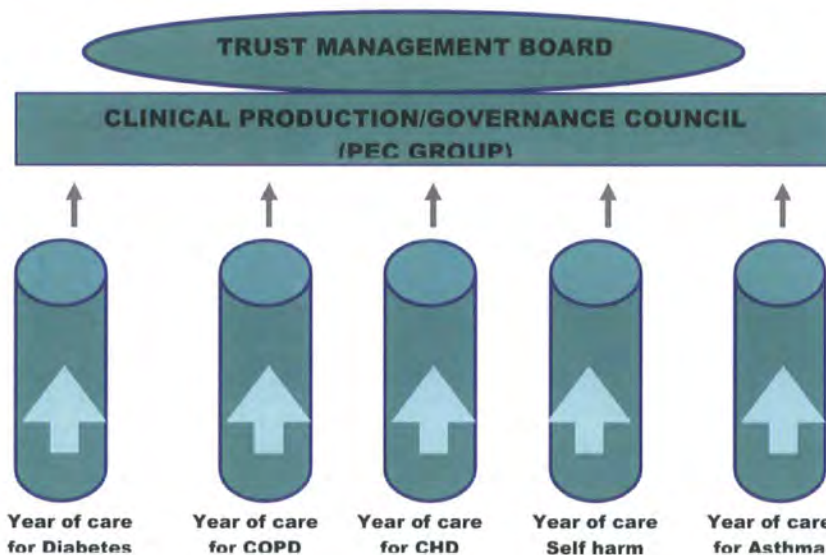 TRUST MANAGEMENT BOARD
CLINICAL PRODUCTION/GOVERNANCE COUNCIL
(PEC GROUP)
Year of care
for Diabetes
Year of care
for COPD
Year of care
for CHD
Year of care
Self harm
Year of care
for Asthma